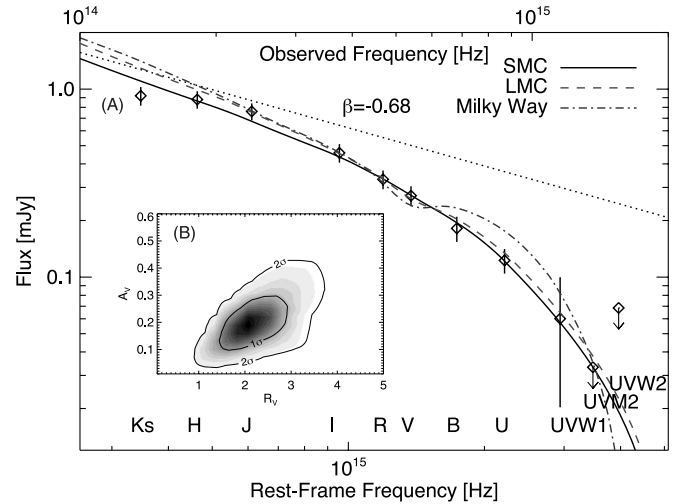 10^14 10^15
Observed Frequency [Hz]
SMC
LMC
Milky Way
(A)
β=-0.68
1.0
0.1
Flux [mJy]
(B)
0.6
0.5
0.4
0.3
0.2
0.1
A_V
2σ
1σ
2σ
0 1 2 3 4 5
R_V
Ks H J I R V B U UVW1 UVM2 UVW2
10^15
Rest-Frame Frequency [Hz]